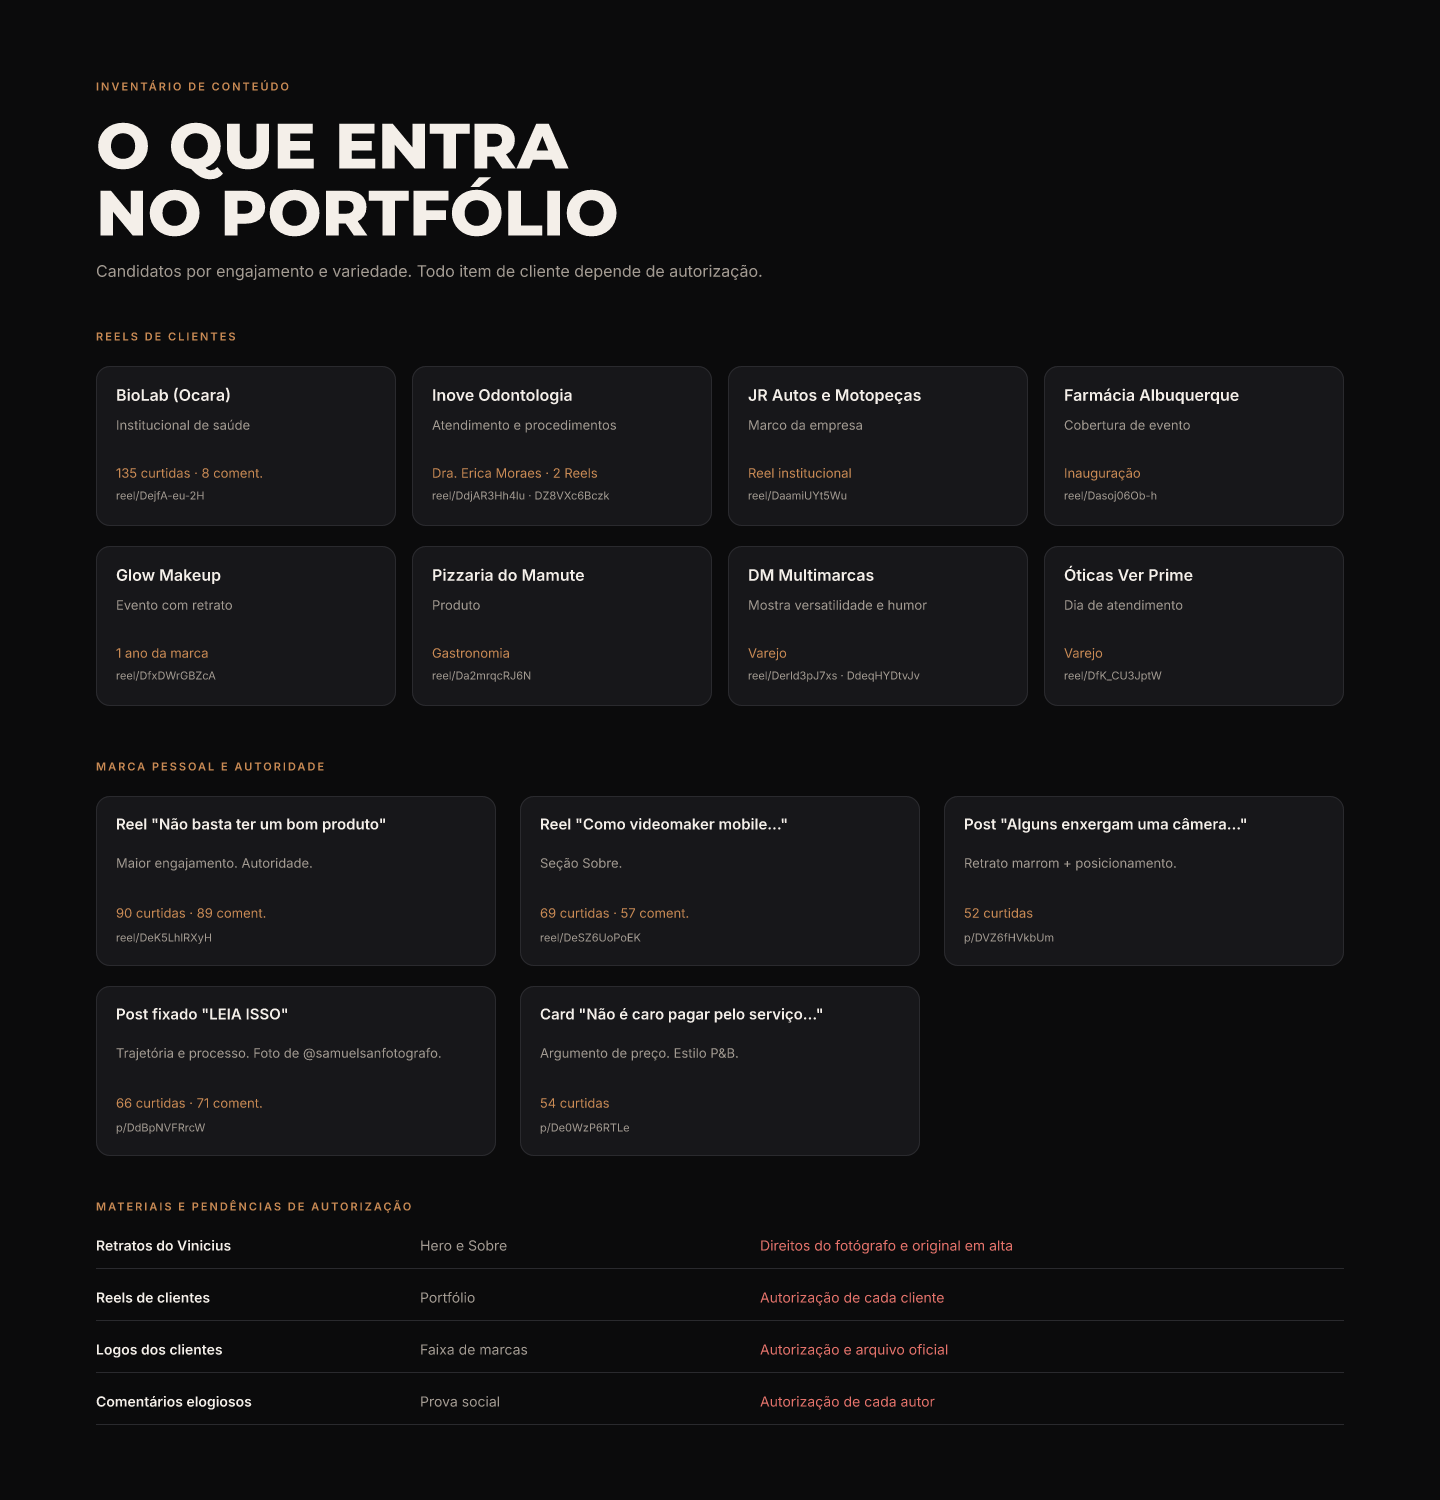 INVENTÁRIO DE CONTEÚDO
O QUE ENTRA
NO PORTFÓLIO
Candidatos por engajamento e variedade. Todo item de cliente depende de autorização.
REELS DE CLIENTES
BioLab (Ocara)
Institucional de saúde
135 curtidas · 8 coment.
reel/DejfA-eu-2H
Inove Odontologia
Atendimento e procedimentos
Dra. Erica Moraes · 2 Reels
reel/DdjAR3Hh4Iu · DZ8VXc6Bczk
JR Autos e Motopeças
Marco da empresa
Reel institucional
reel/DaamiUYt5Wu
Farmácia Albuquerque
Cobertura de evento
Inauguração
reel/Dasoj06Ob-h
Glow Makeup
Evento com retrato
1 ano da marca
reel/DfxDWrGBZcA
Pizzaria do Mamute
Produto
Gastronomia
reel/Da2mrqcRJ6N
DM Multimarcas
Mostra versatilidade e humor
Varejo
reel/Derld3pJ7xs · DdeqHYDtvJv
Óticas Ver Prime
Dia de atendimento
Varejo
reel/DfK_CU3JptW
MARCA PESSOAL E AUTORIDADE
Reel "Não basta ter um bom produto"
Maior engajamento. Autoridade.
90 curtidas · 89 coment.
reel/DeK5LhIRXyH
Reel "Como videomaker mobile..."
Seção Sobre.
69 curtidas · 57 coment.
reel/DeSZ6UoPoEK
Post "Alguns enxergam uma câmera..."
Retrato marrom + posicionamento.
52 curtidas
p/DVZ6fHVkbUm
Post fixado "LEIA ISSO"
Trajetória e processo. Foto de @samuelsanfotografo.
66 curtidas · 71 coment.
p/DdBpNVFRrcW
Card "Não é caro pagar pelo serviço..."
Argumento de preço. Estilo P&B.
54 curtidas
p/De0WzP6RTLe
MATERIAIS E PENDÊNCIAS DE AUTORIZAÇÃO
Retratos do Vinicius
Hero e Sobre
Direitos do fotógrafo e original em alta
Reels de clientes
Portfólio
Autorização de cada cliente
Logos dos clientes
Faixa de marcas
Autorização e arquivo oficial
Comentários elogiosos
Prova social
Autorização de cada autor